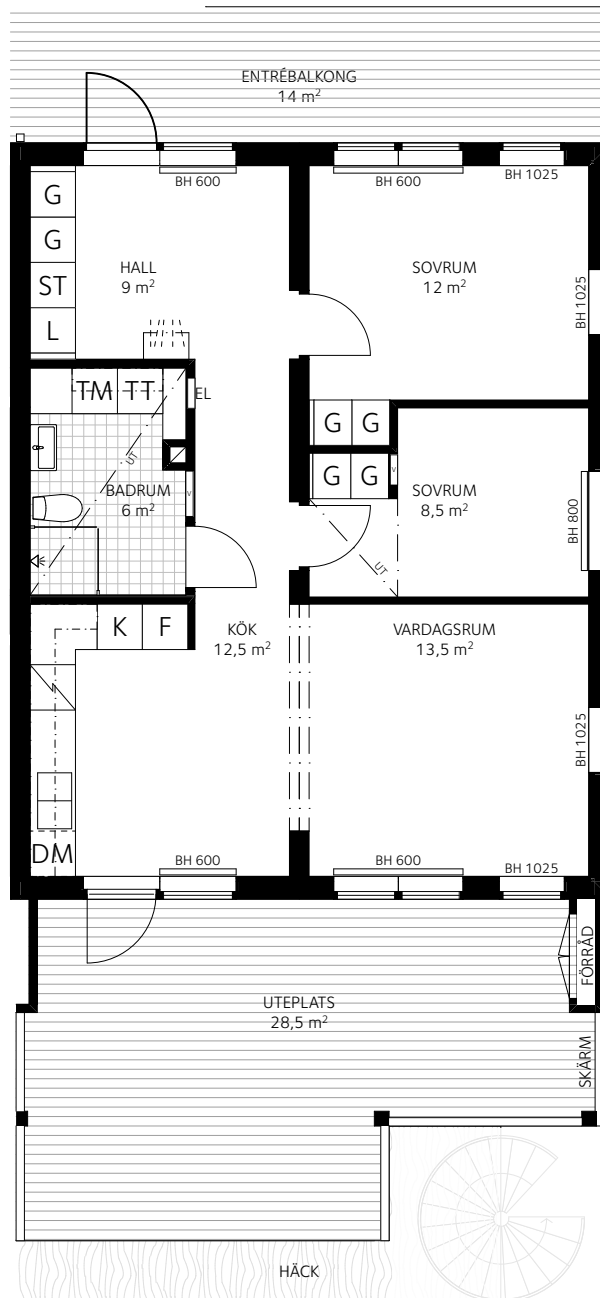 ENTRÉBALKONG
14 m²
BH 600
BH 600
BH 1025
G
G
ST
L
HALL
9 m²
SOVRUM
12 m²
BH 1025
TM
TT
EL
G
G
G
G
UT
BADRUM
6 m²
V
V
SOVRUM
8,5 m²
BH 800
UT
K
F
KÖK
12,5 m²
VARDAGSRUM
13,5 m²
BH 1025
DM
BH 600
BH 600
BH 1025
FÖRRÅD
UTEPLATS
28,5 m²
SKÄRM
HÄCK